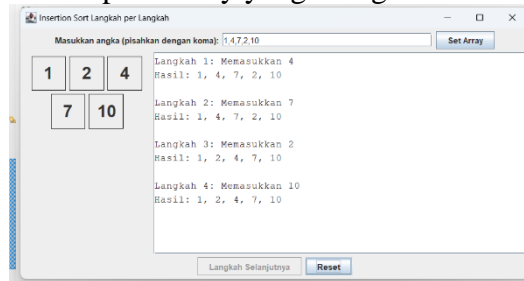 Insertion Sort Langkah per Langkah
Masukkan angka (pisahkan dengan koma): 1,4,7,2,10 Set Array
1 2 4
7 10
Langkah 1: Memasukkan 4
Hasil: 1, 4, 7, 2, 10
Langkah 2: Memasukkan 7
Hasil: 1, 4, 7, 2, 10
Langkah 3: Memasukkan 2
Hasil: 1, 2, 4, 7, 10
Langkah 4: Memasukkan 10
Hasil: 1, 2, 4, 7, 10
Langkah Selanjutnya Reset